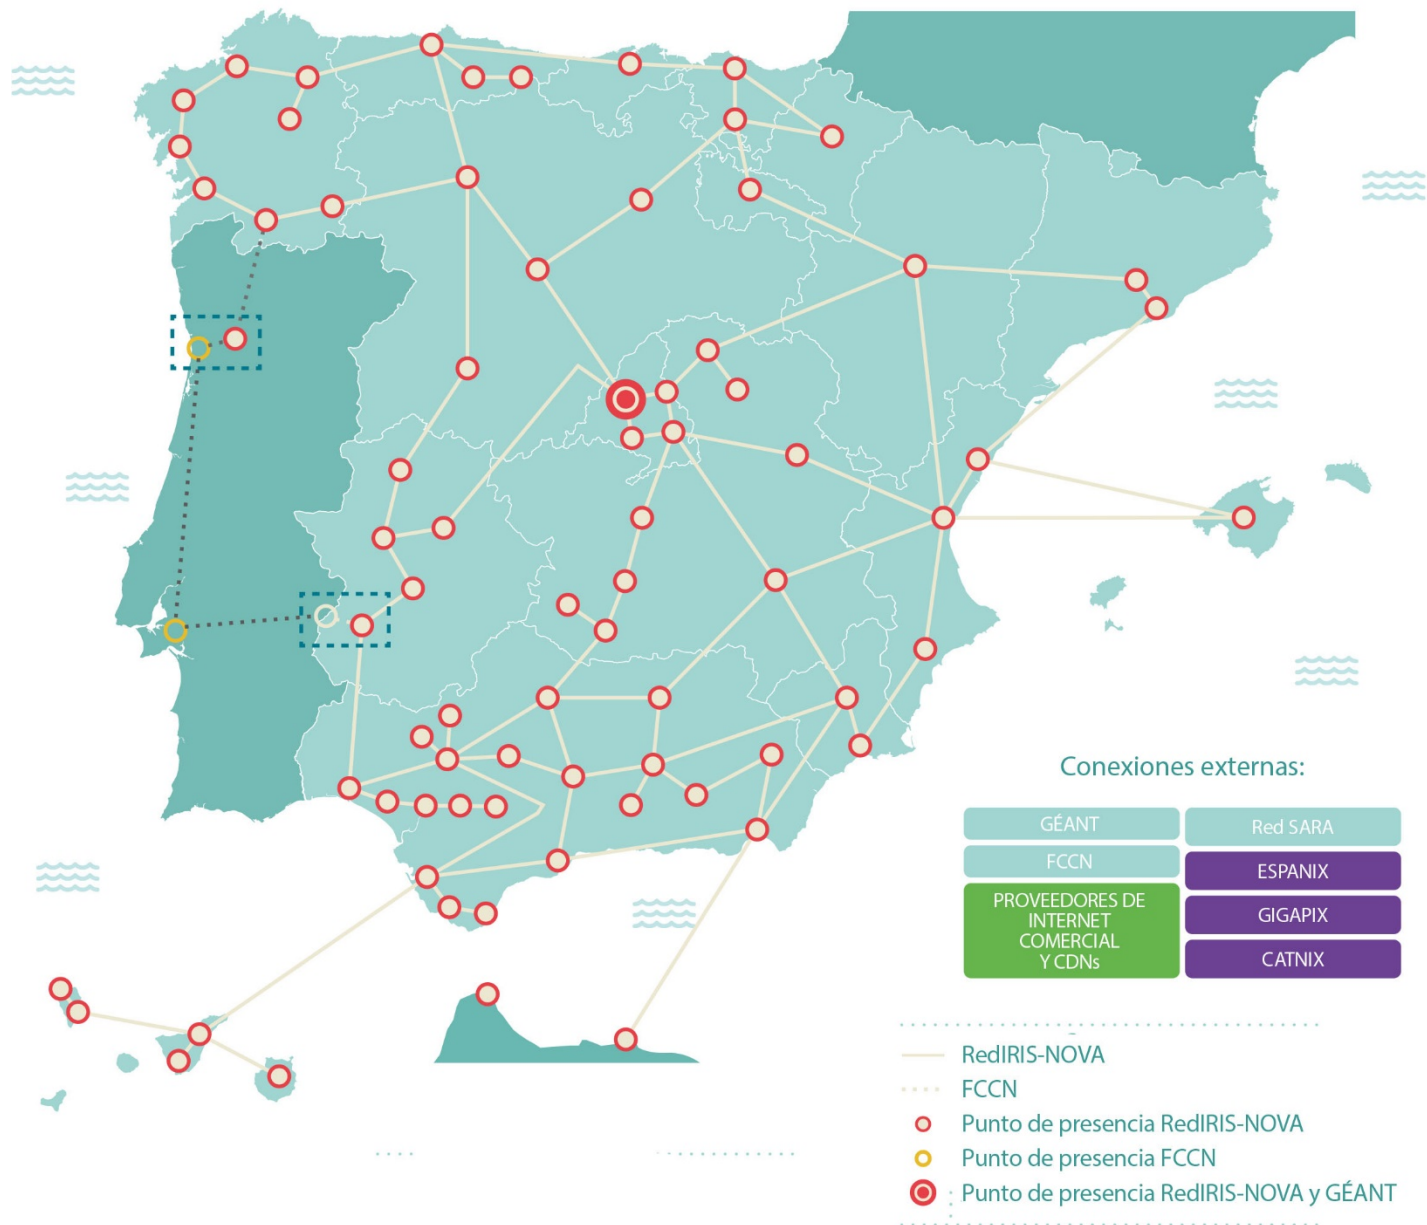 Conexiones externas:
GÉANT
Red SARA
FCCN
ESPANIX
PROVEEDORES DE
INTERNET
COMERCIAL
Y CDNs
GIGAPIX
CATNIX
RedIRIS-NOVA
FCCN
Punto de presencia RedIRIS-NOVA
Punto de presencia FCCN
Punto de presencia RedIRIS-NOVA y GÉANT